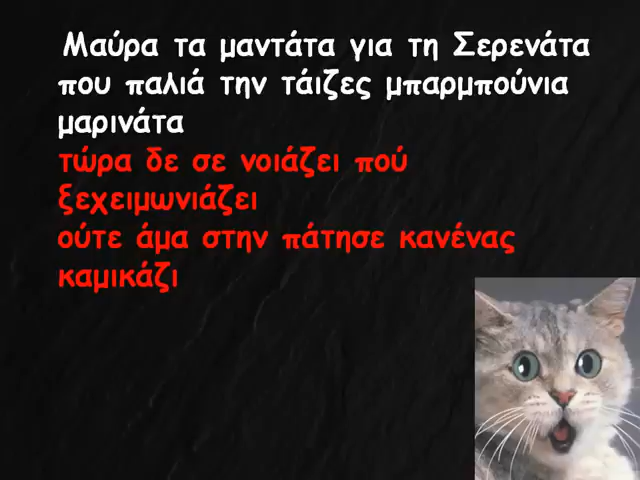 Μαύρα τα μαντάτα για τη Σερενάτα
που παλιά την τάιζες μπαρμπούνια
μαρινάτα
τώρα δε σε νοιάζει πού
ξεχειμωνιάζει
ούτε άμα στην πάτησε κανένας
καμικάζι